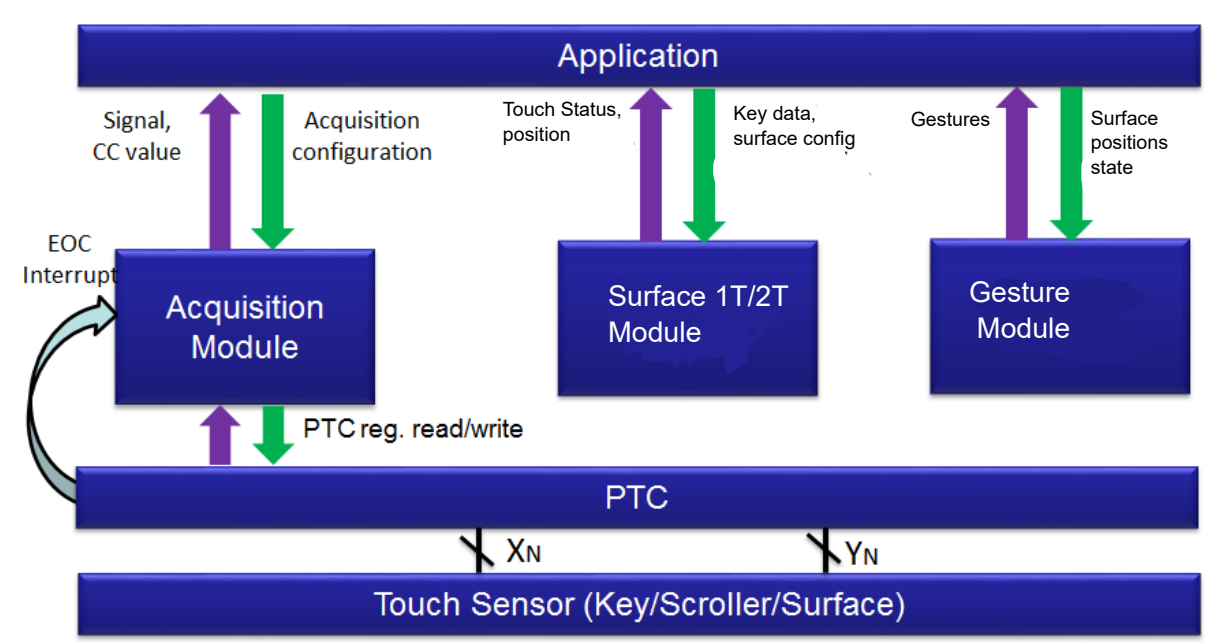 Application
Signal,
CC value
Acquisition
configuration
Touch Status,
position
Key data,
surface config
Gestures
Surface
positions
state
EOC
Interrupt
Acquisition
Module
Surface 1T/2T
Module
Gesture
Module
PTC reg. read/write
PTC
XN
YN
Touch Sensor (Key/Scroller/Surface)